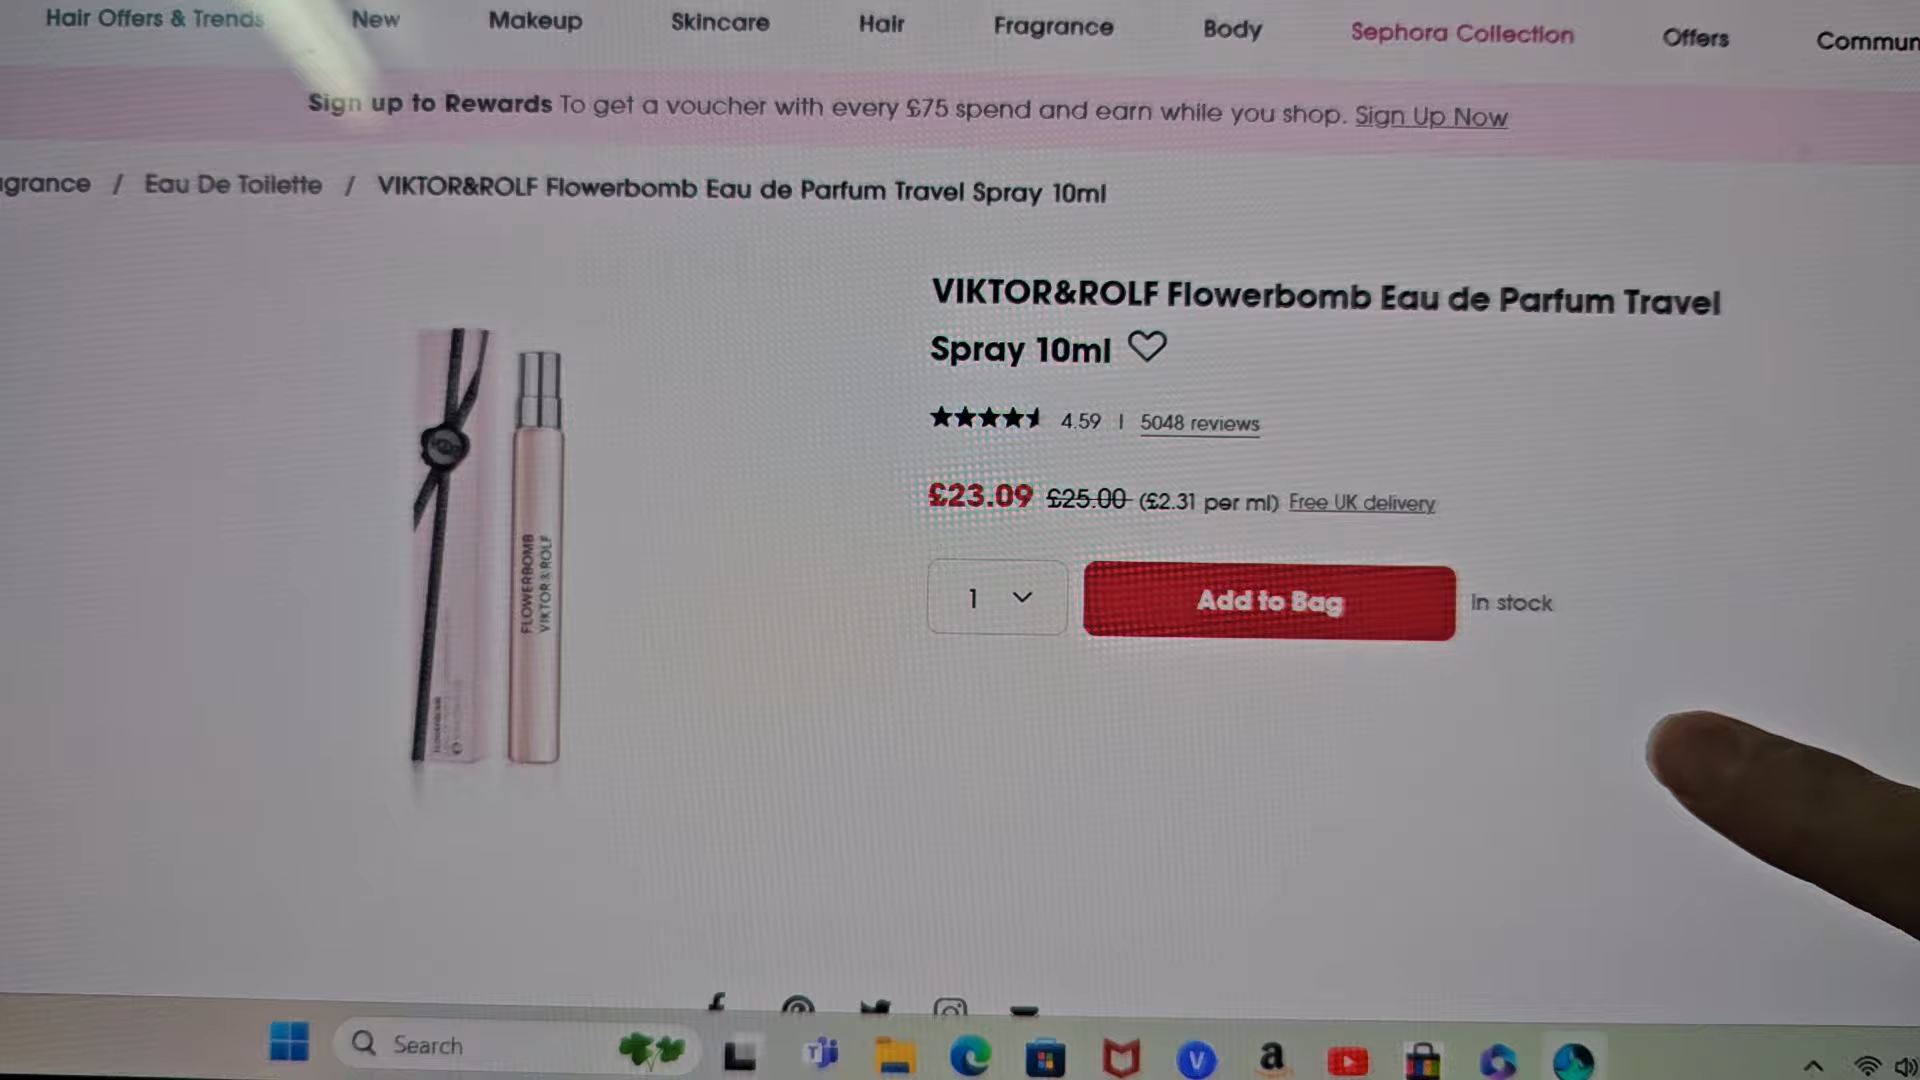 Hair Offers & Trends New Makeup Skincare Hair Fragrance Body Sephora Collection Offers Commun
Sign up to Rewards To get a voucher with every £75 spend and earn while you shop. Sign Up Now
agrance / Eau De Toilette / VIKTOR&ROLF Flowerbomb Eau de Parfum Travel Spray 10ml
VIKTOR&ROLF Flowerbomb Eau de Parfum Travel
Spray 10ml
4.59 | 5048 reviews
£23.09 £25.00 (£2.31 per ml) Free UK delivery
1 Add to Bag In stock
FLOWERBOMB
VIKTOR&ROLF
Search